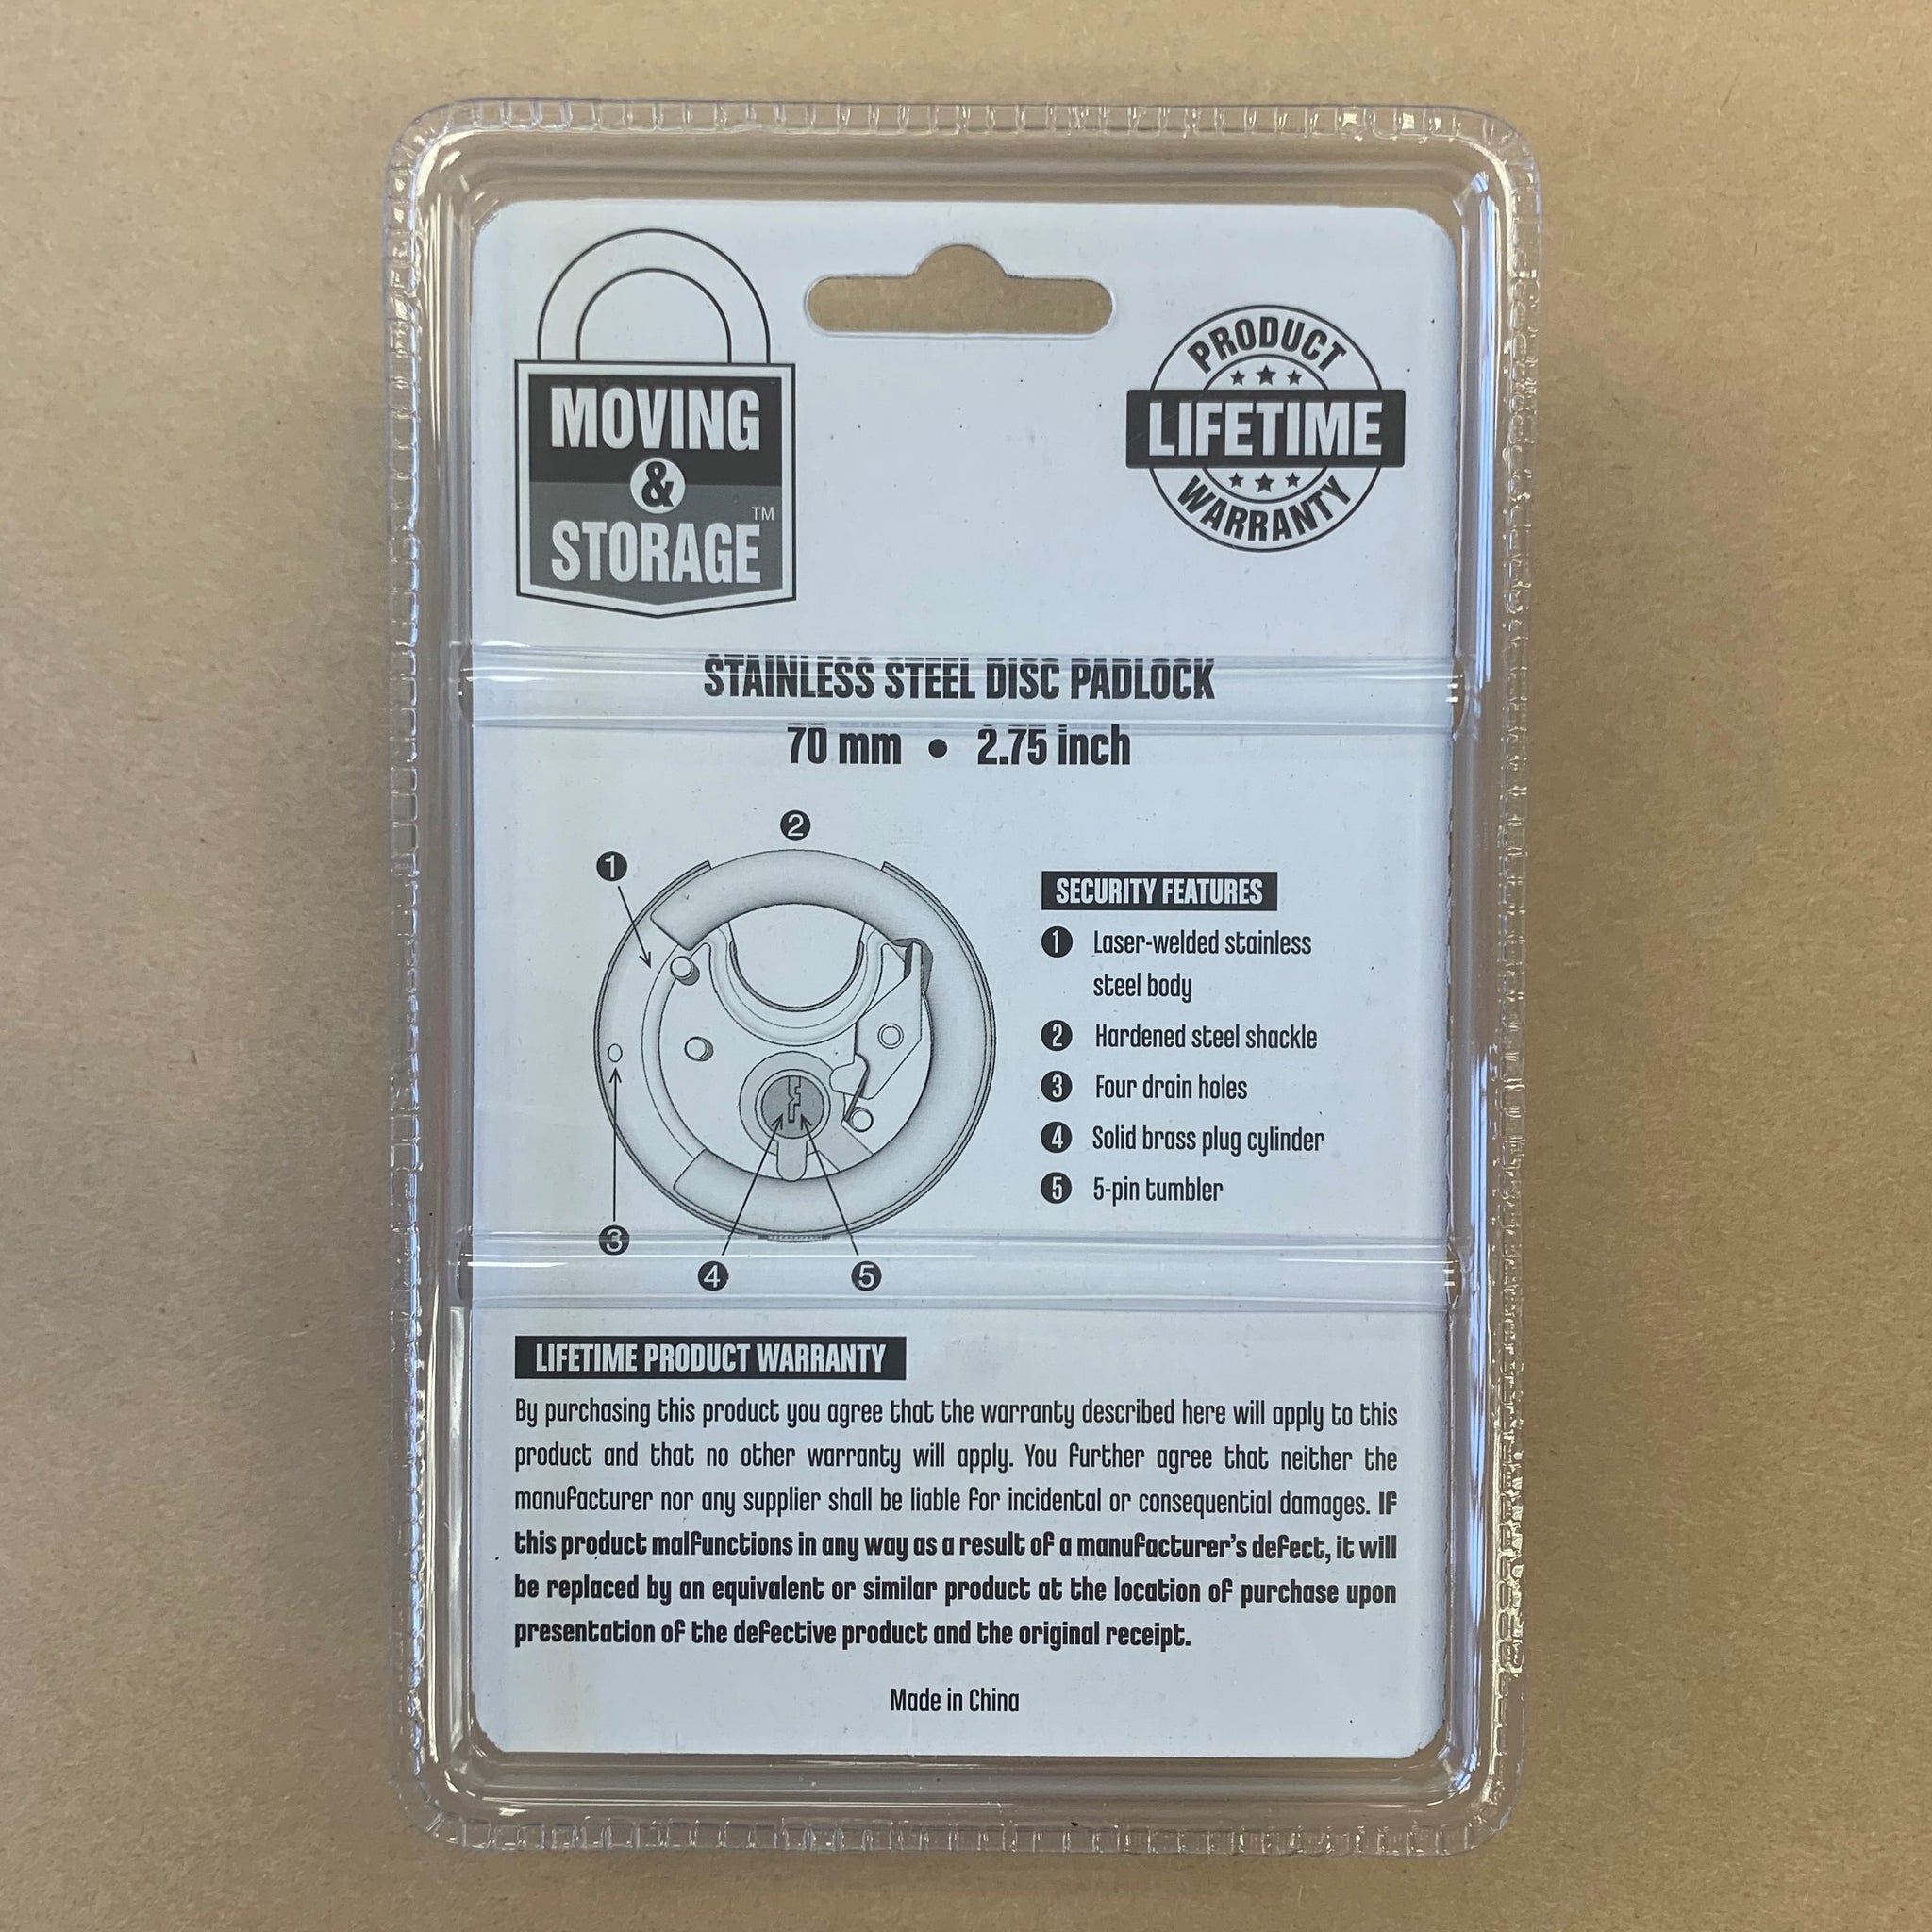 MOVING
&
STORAGE™
PRODUCT
LIFETIME
WARRANTY
STAINLESS STEEL DISC PADLOCK
70 mm • 2.75 inch
2
1
3
4
5
SECURITY FEATURES
1 Laser-welded stainless
steel body
2 Hardened steel shackle
3 Four drain holes
4 Solid brass plug cylinder
5 5-pin tumbler
LIFETIME PRODUCT WARRANTY
By purchasing this product you agree that the warranty described here will apply to this
product and that no other warranty will apply. You further agree that neither the
manufacturer nor any supplier shall be liable for incidental or consequential damages. If
this product malfunctions in any way as a result of a manufacturer's defect, it will
be replaced by an equivalent or similar product at the location of purchase upon
presentation of the defective product and the original receipt.
Made in China